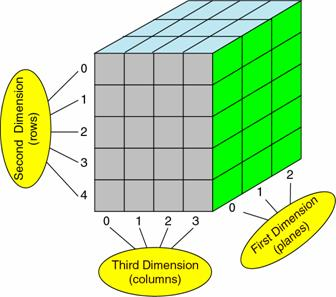 Second Dimension
(rows)
0
1
2
3
4
0
1
2
3
Third Dimension
(columns)
0
1
2
First Dimension
(planes)